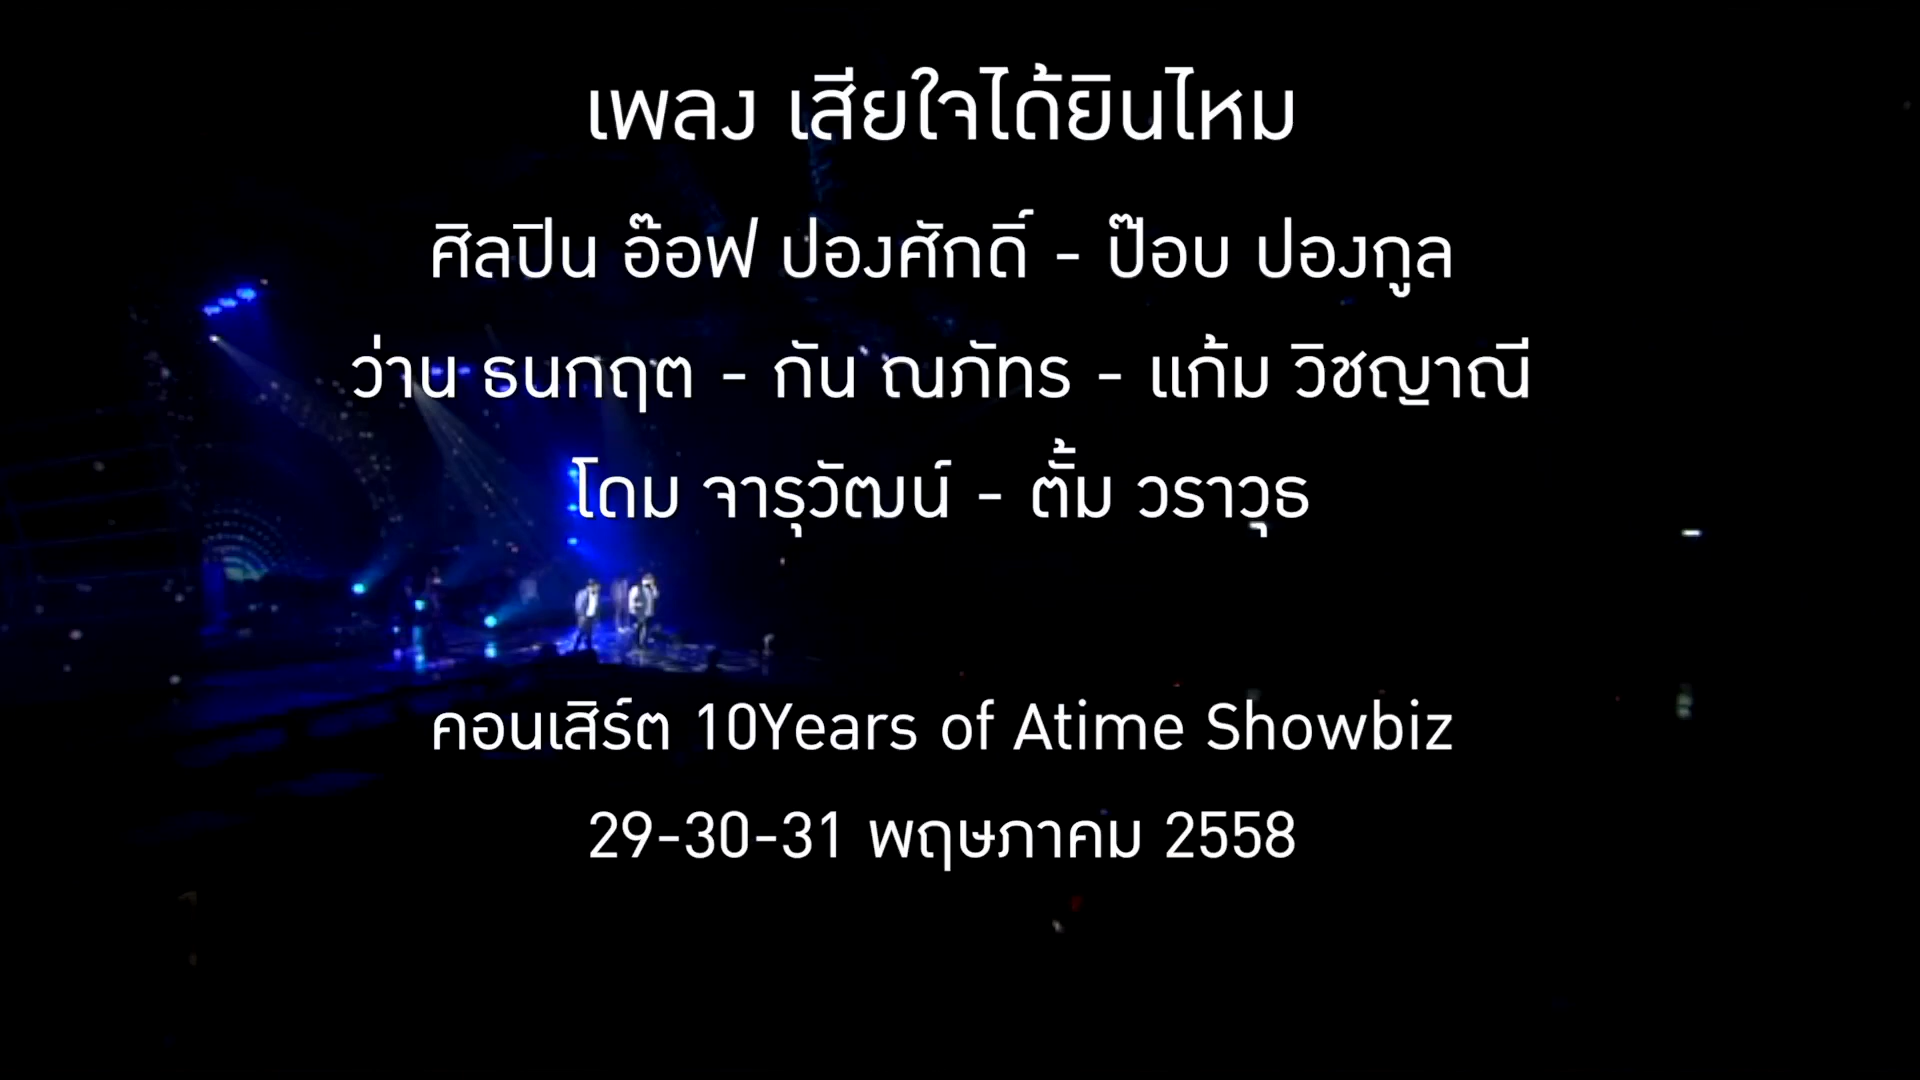 เพลง เสียใจได้ยินไหม
ศิลปิน อ๊อฟ ปองศักดิ์ - ป๊อบ ปองกูล
ว่าน ธนกฤต - กัน ณภัทร - แก้ม วิชญาณี
โดม จารุวัฒน์ - ตั้ม วราวุธ
คอนเสิร์ต 10Years of Atime Showbiz
29-30-31 พฤษภาคม 2558